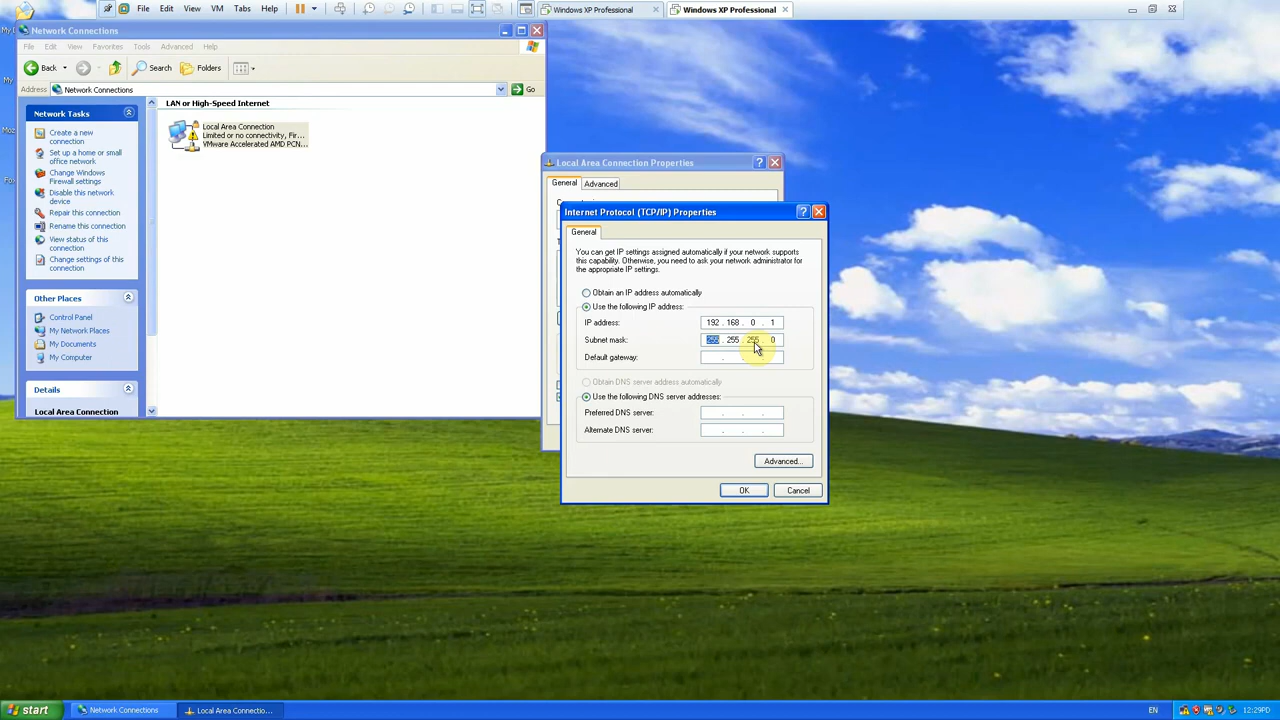 File Edit View VM Tabs Help
Windows XP Professional
Windows XP Professional
Network Connections
File Edit View Favorites Tools Advanced Help
Back Search Folders
Address Network Connections Go
Network Tasks
Create a new
connection
Set up a home or small
office network
Change Windows
Firewall settings
Disable this network
device
Repair this connection
Rename this connection
View status of this
connection
Change settings of this
connection
Other Places
Control Panel
My Network Places
My Documents
My Computer
Details
Local Area Connection
LAN or High-Speed Internet
Local Area Connection
Limited or no connectivity, Fir...
VMware Accelerated AMD PCN...
Local Area Connection Properties
General Advanced
Internet Protocol (TCP/IP) Properties
General
You can get IP settings assigned automatically if your network supports
this capability. Otherwise, you need to ask your network administrator for
the appropriate IP settings.
Obtain an IP address automatically
Use the following IP address:
IP address: 192 . 168 . 0 . 1
Subnet mask: 255 . 255 . 255 . 0
Default gateway: . . .
Obtain DNS server address automatically
Use the following DNS server addresses:
Preferred DNS server: . . .
Alternate DNS server: . . .
Advanced...
OK Cancel
start Network Connections Local Area Connectio... EN 12:29PD